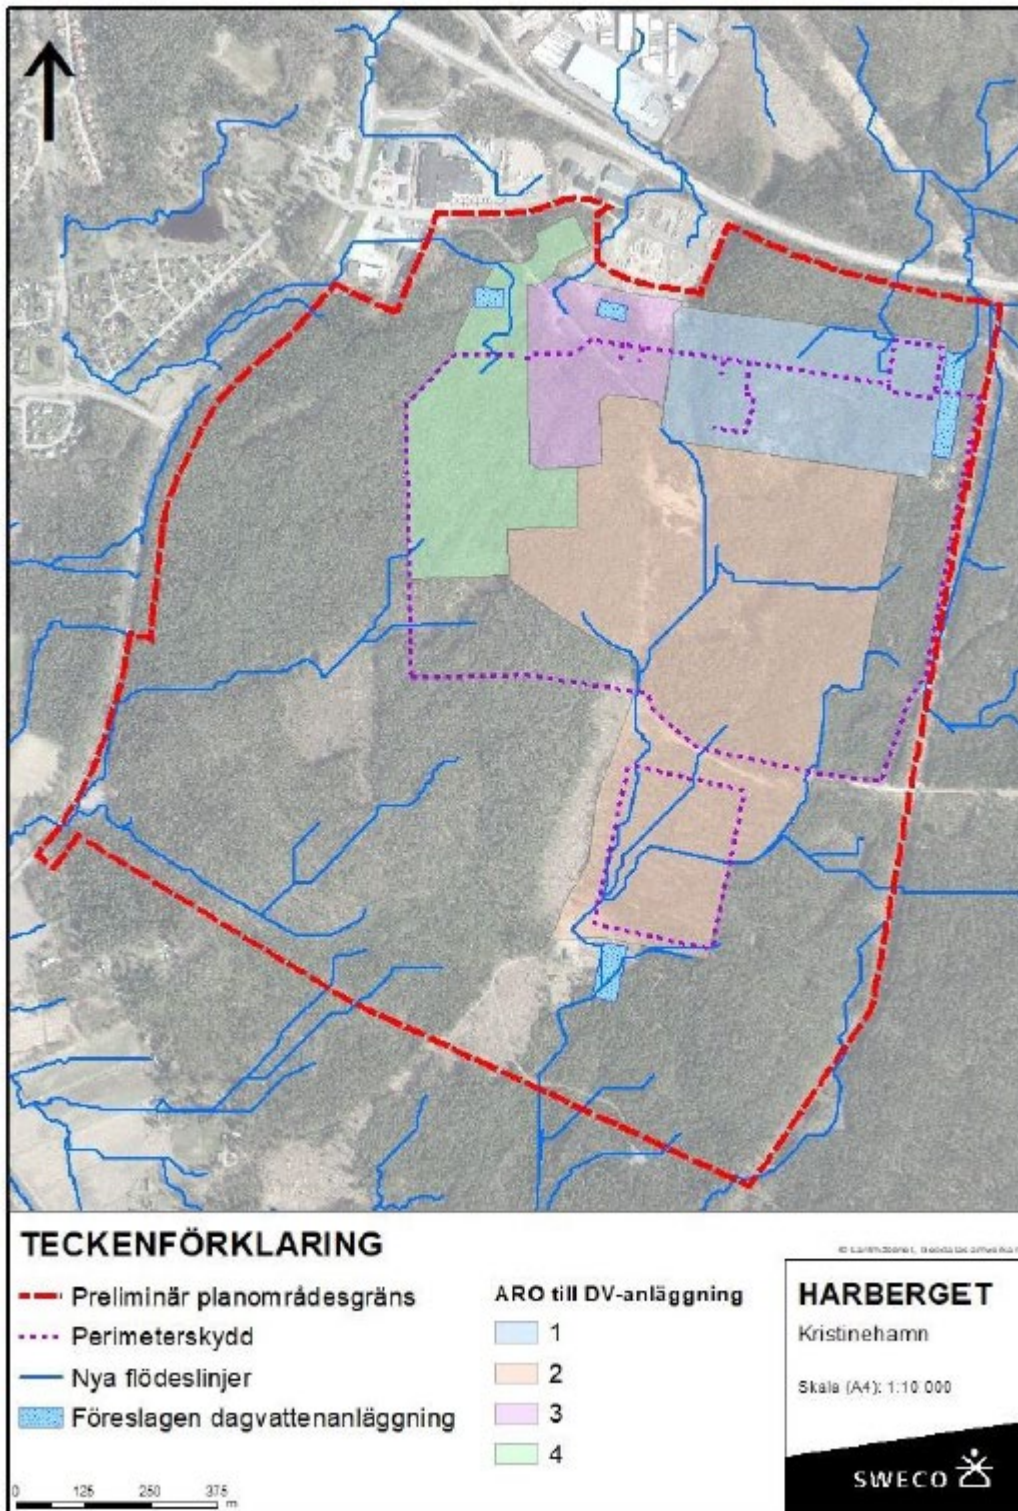 TECKENFÖRKLARING
Preliminär planområdesgräns
Perimeterskydd
Nya flödeslinjer
Föreslagen dagvattenanläggning
0 125 250 375
m
ARO till DV-anläggning
1
2
3
4
HARBERGET
Kristinehamn
Skala (A4): 1:10 000
SWECO